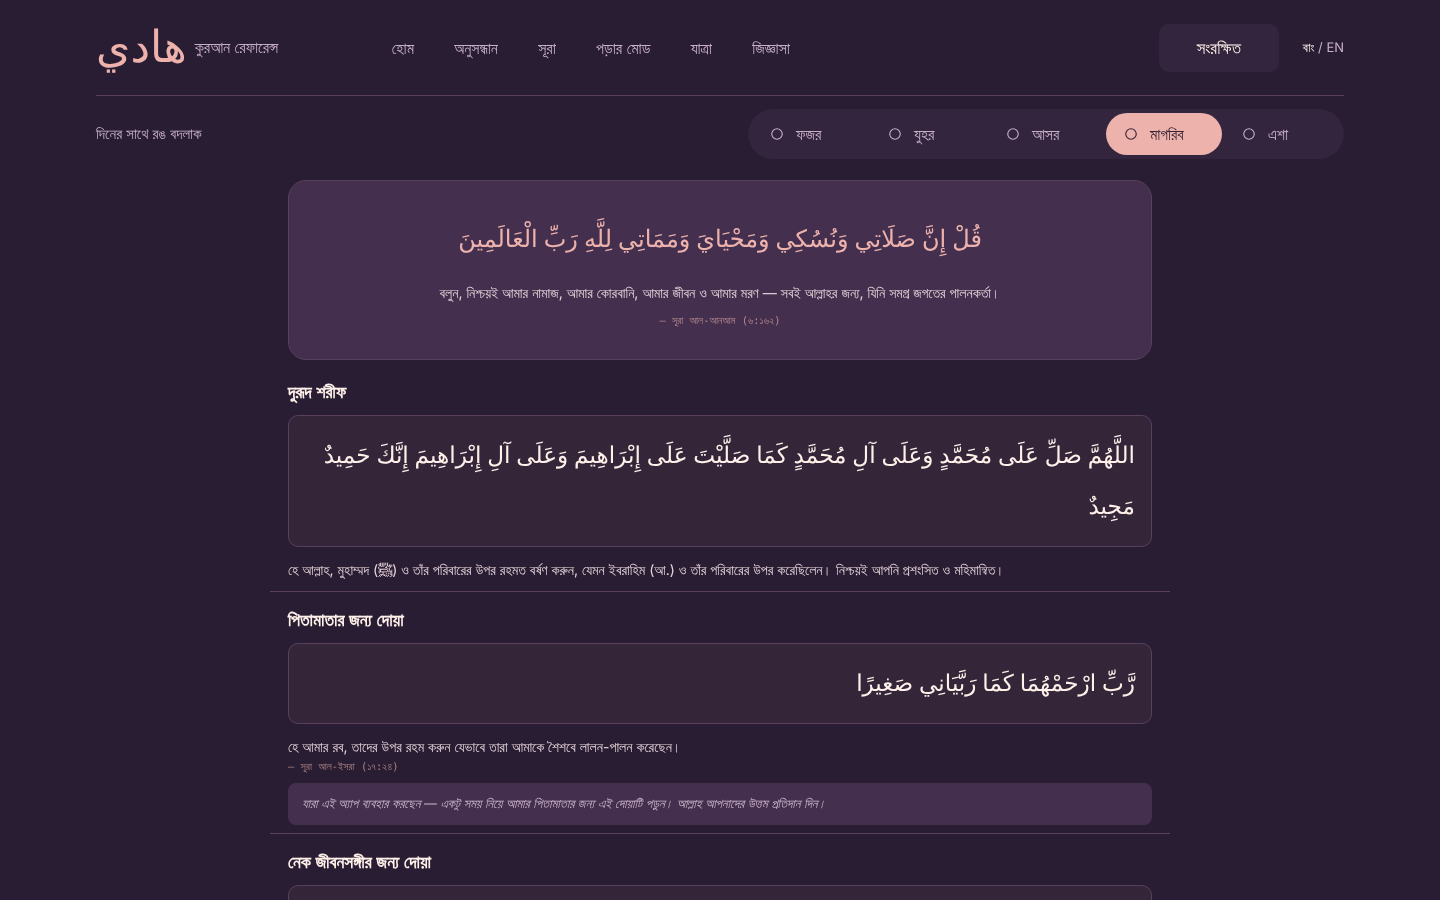 هادي কুরআন রেফারেন্স
হোম অনুসন্ধান সূরা পড়ার মোড যাত্রা জিজ্ঞাসা
সংরক্ষিত
বাং / EN
দিনের সাথে রঙ বদলাক
ফজর যুহর আসর মাগরিব এশা
قُلْ إِنَّ صَلَاتِي وَنُسُكِي وَمَحْيَايَ وَمَمَاتِي لِلَّهِ رَبِّ الْعَالَمِينَ
বলুন, নিশ্চয়ই আমার নামাজ, আমার কোরবানি, আমার জীবন ও আমার মরণ — সবই আল্লাহর জন্য, যিনি সমগ্র জগতের পালনকর্তা।
— সূরা আল-আনআম (৬:১৬২)
দুরূদ শরীফ
اللَّهُمَّ صَلِّ عَلَى مُحَمَّدٍ وَعَلَى آلِ مُحَمَّدٍ كَمَا صَلَّيْتَ عَلَى إِبْرَاهِيمَ وَعَلَى آلِ إِبْرَاهِيمَ إِنَّكَ حَمِيدٌ
مَجِيدٌ
হে আল্লাহ, মুহাম্মদ (ﷺ) ও তাঁর পরিবারের উপর রহমত বর্ষণ করুন, যেমন ইবরাহিম (আ.) ও তাঁর পরিবারের উপর করেছিলেন। নিশ্চয়ই আপনি প্রশংসিত ও মহিমান্বিত।
পিতামাতার জন্য দোয়া
رَّبِّ ارْحَمْهُمَا كَمَا رَبَّيَانِي صَغِيرًا
হে আমার রব, তাদের উপর রহম করুন যেভাবে তারা আমাকে শৈশবে লালন-পালন করেছেন।
— সূরা আল-ইসরা (১৭:২৪)
যারা এই অ্যাপ ব্যবহার করছেন — একটু সময় নিয়ে আমার পিতামাতার জন্য এই দোয়াটি পড়ুন। আল্লাহ আপনাদের উত্তম প্রতিদান দিন।
নেক জীবনসঙ্গীর জন্য দোয়া